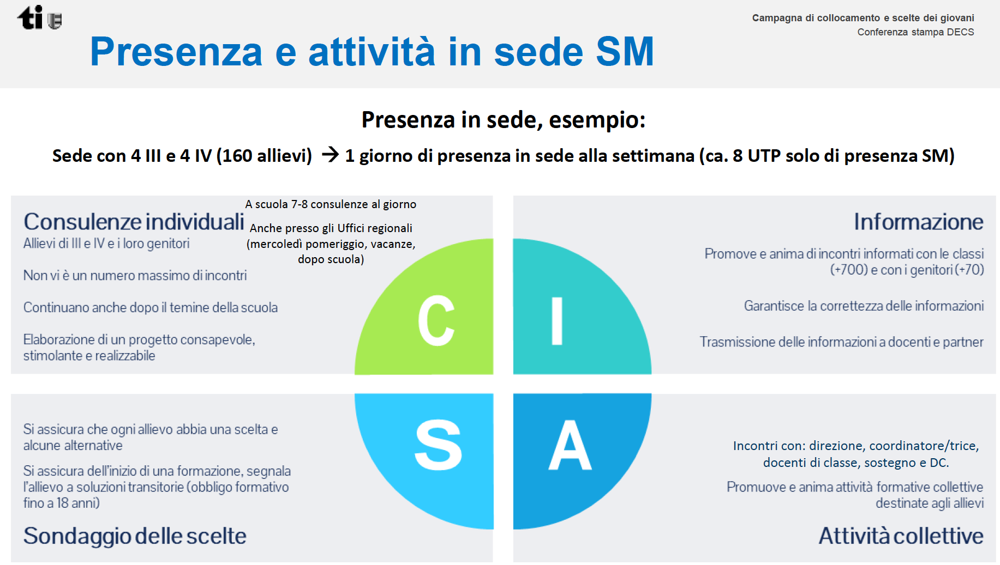 ti
Campagna di collocamento e scelte dei giovani
Conferenza stampa DECS
Presenza e attività in sede SM
Presenza in sede, esempio:
Sede con 4 III e 4 IV (160 allievi) → 1 giorno di presenza in sede alla settimana (ca. 8 UTP solo di presenza SM)
Consulenze individuali
Allievi di III e IV e i loro genitori
A scuola 7-8 consulenze al giorno
Anche presso gli Uffici regionali
(mercoledì pomeriggio, vacanze,
dopo scuola)
Non vi è un numero massimo di incontri
Continuano anche dopo il temine della scuola
Elaborazione di un progetto consapevole,
stimolante e realizzabile
C
I
Informazione
Promove e anima di incontri informati con le classi
(+700) e con i genitori (+70)
Garantisce la correttezza delle informazioni
Trasmissione delle informazioni a docenti e partner
Si assicura che ogni allievo abbia una scelta e
alcune alternative
Si assicura dell'inizio di una formazione, segnala
l'allievo a soluzioni transitorie (obbligo formativo
fino a 18 anni)
Sondaggio delle scelte
S
A
Incontri con: direzione, coordinatore/trice,
docenti di classe, sostegno e DC.
Promuove e anima attività formative collettive
destinate agli allievi
Attività collettive